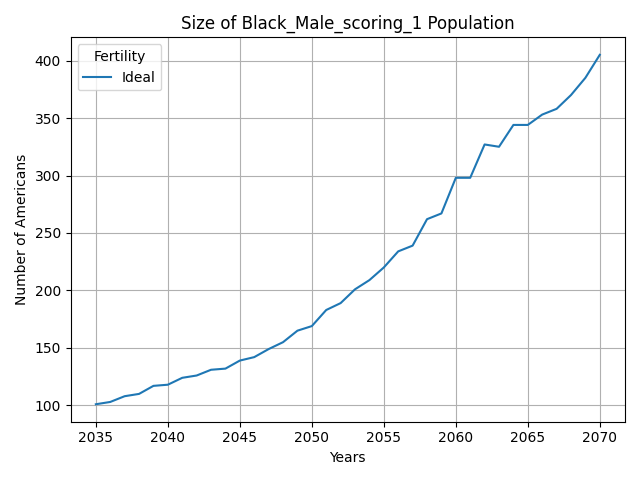 Size of Black_Male_scoring_1 Population
Fertility
Ideal
Number of Americans
400
350
300
250
200
150
100
2035 2040 2045 2050 2055 2060 2065 2070
Years